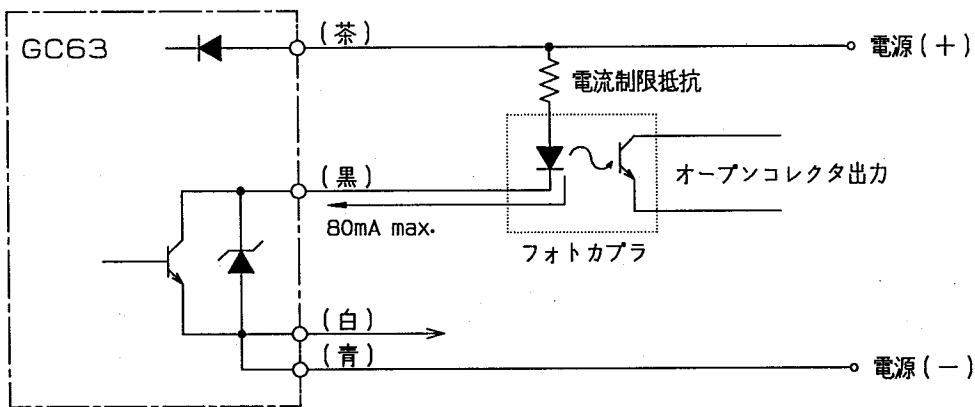 GC63
(茶)
電源(+)
電流制限抵抗
(黒)
オープンコレクタ出力
80mA max.
フォトカプラ
(白)
(青)
電源(-)